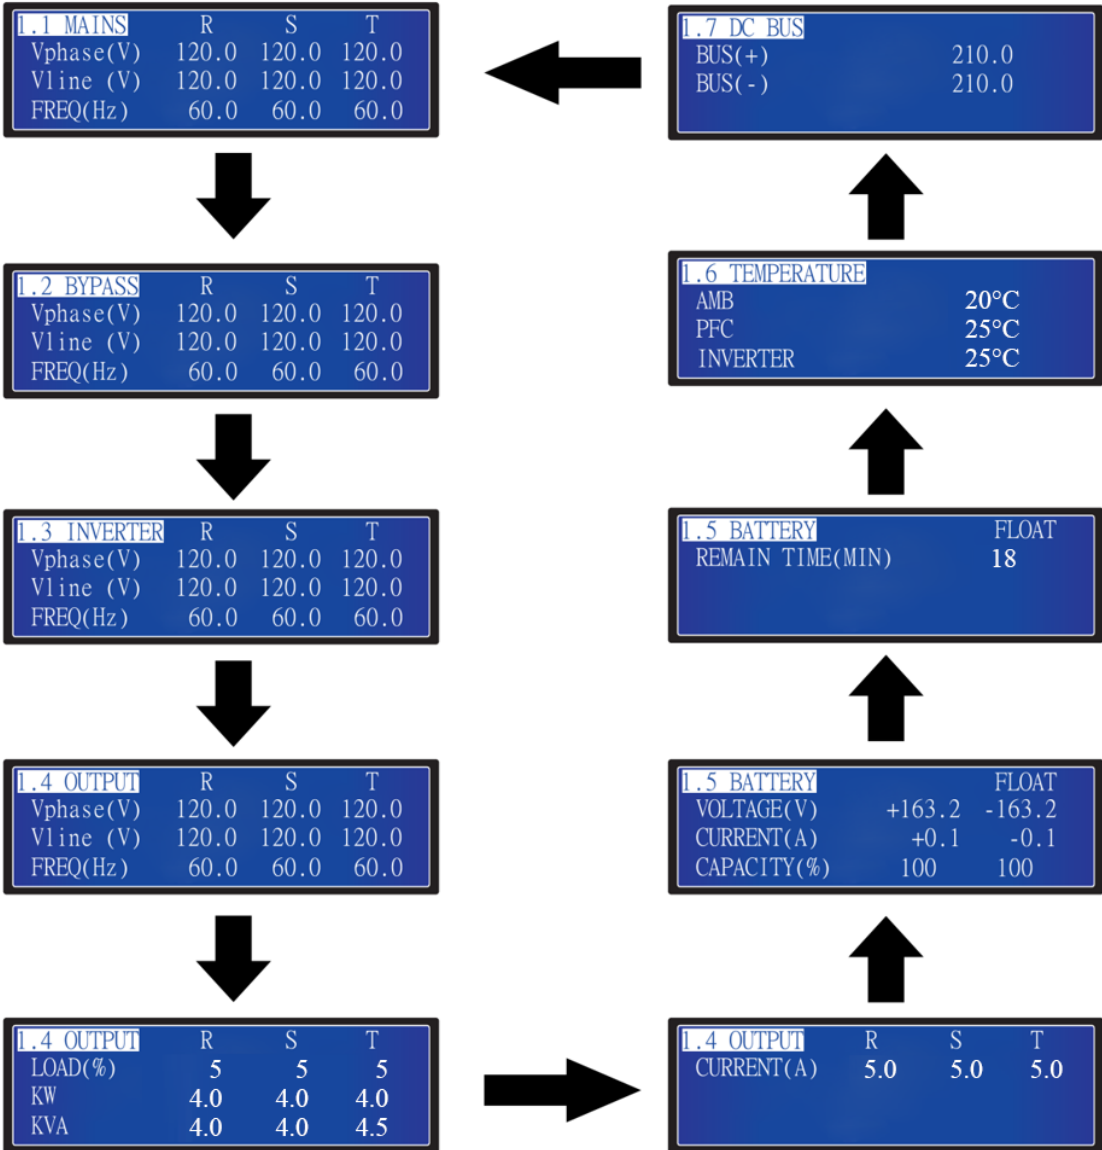 1.1 MAINS R S T
Vphase(V) 120.0 120.0 120.0
Vline (V) 120.0 120.0 120.0
FREQ(Hz) 60.0 60.0 60.0
1.2 BYPASS R S T
Vphase(V) 120.0 120.0 120.0
Vline (V) 120.0 120.0 120.0
FREQ(Hz) 60.0 60.0 60.0
1.3 INVERTER R S T
Vphase(V) 120.0 120.0 120.0
Vline (V) 120.0 120.0 120.0
FREQ(Hz) 60.0 60.0 60.0
1.4 OUTPUT R S T
Vphase(V) 120.0 120.0 120.0
Vline (V) 120.0 120.0 120.0
FREQ(Hz) 60.0 60.0 60.0
1.4 OUTPUT R S T
LOAD(%) 5 5 5
KW 4.0 4.0 4.0
KVA 4.0 4.0 4.5
1.4 OUTPUT R S T
CURRENT(A) 5.0 5.0 5.0
1.5 BATTERY FLOAT
VOLTAGE(V) +163.2 -163.2
CURRENT(A) +0.1 -0.1
CAPACITY(%) 100 100
1.5 BATTERY FLOAT
REMAIN TIME(MIN) 18
1.6 TEMPERATURE
AMB 20°C
PFC 25°C
INVERTER 25°C
1.7 DC BUS
BUS(+) 210.0
BUS(-) 210.0